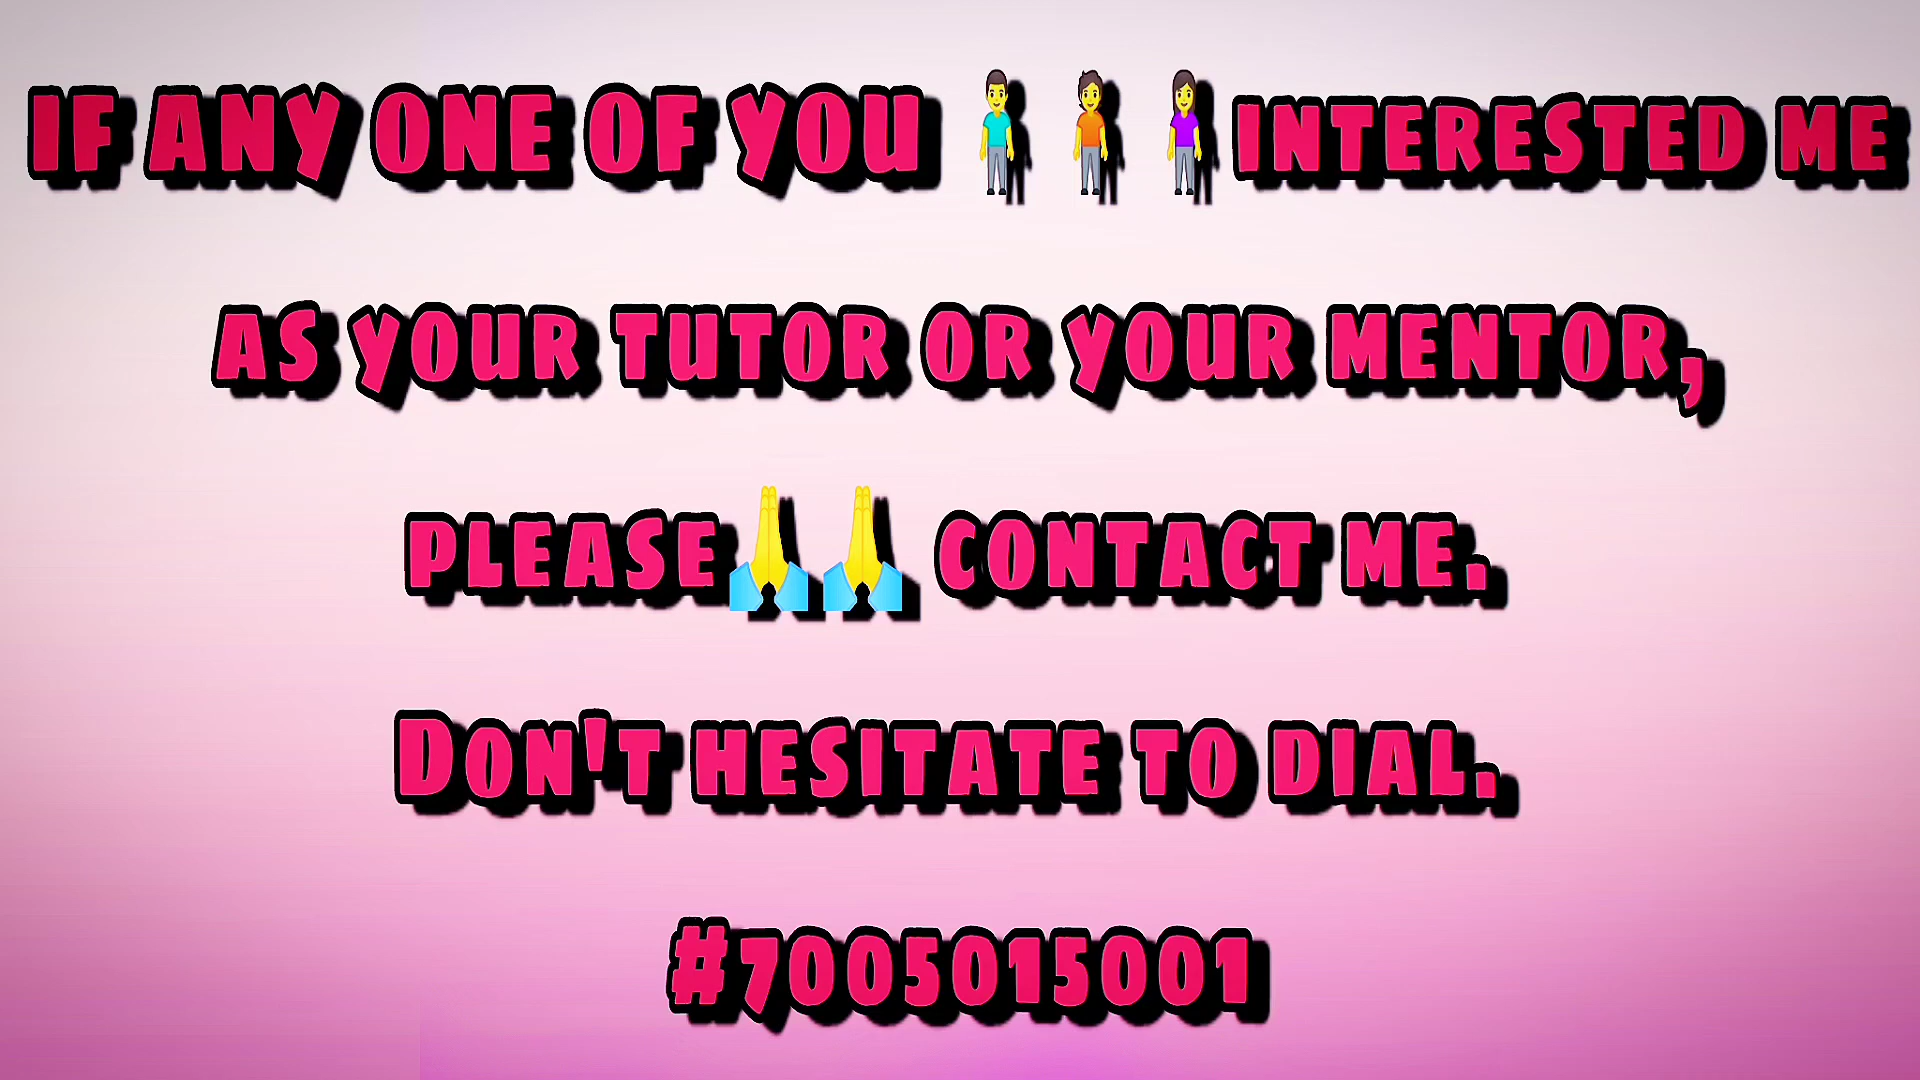 IF ANY ONE OF YOU 🧍‍♂️🧍🧍‍♀️INTERESTED ME
AS YOUR TUTOR OR YOUR MENTOR,
PLEASE🙏🙏 CONTACT ME.
DON'T HESITATE TO DIAL.
#7005015001